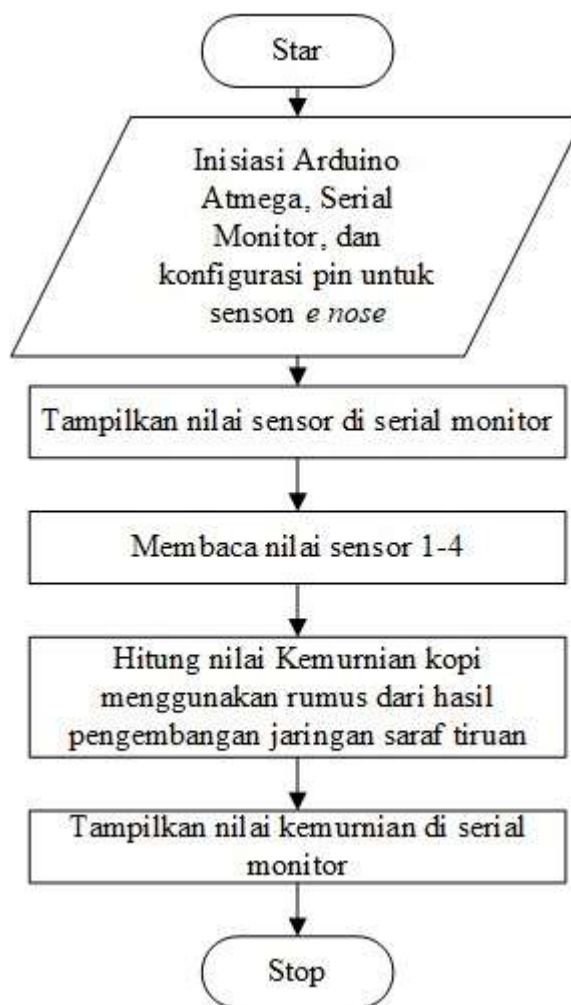 Star
Inisiasi Arduino
Atmega, Serial
Monitor, dan
konfigurasi pin untuk
senson e nose
Tampilkan nilai sensor di serial monitor
Membaca nilai sensor 1-4
Hitung nilai Kemurnian kopi
menggunakan rumus dari hasil
pengembangan jaringan saraf tiruan
Tampilkan nilai kemurnian di serial
monitor
Stop